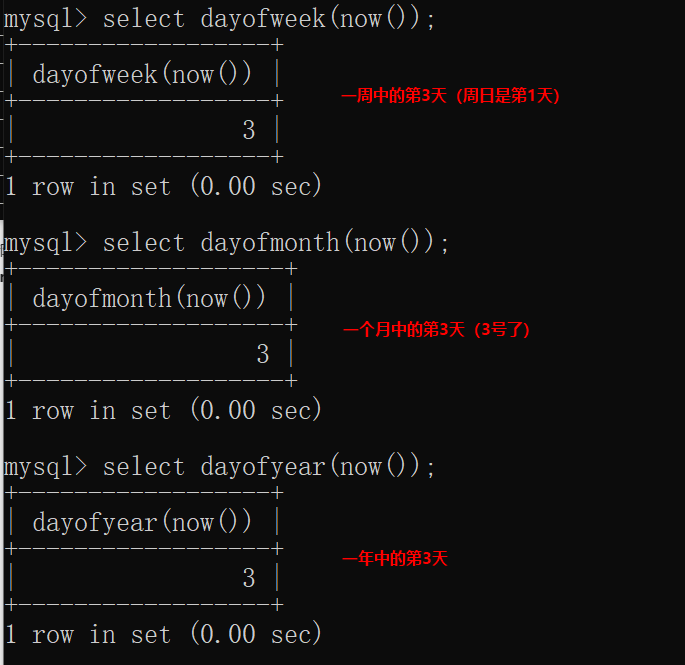 mysql> select dayofweek(now());
+------------------+
| dayofweek(now()) |
+------------------+
|                3 |
+------------------+
一周中的第3天（周日是第1天）
1 row in set (0.00 sec)
mysql> select dayofmonth(now());
+-------------------+
| dayofmonth(now()) |
+-------------------+
|                 3 |
+-------------------+
一个月中的第3天（3号了）
1 row in set (0.00 sec)
mysql> select dayofyear(now());
+------------------+
| dayofyear(now()) |
+------------------+
|                3 |
+------------------+
一年中的第3天
1 row in set (0.00 sec)